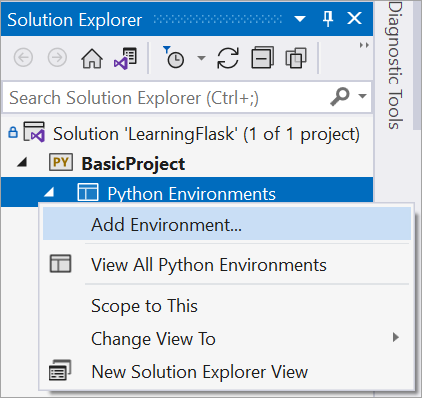 Solution Explorer
Search Solution Explorer (Ctrl+;)
Solution 'LearningFlask' (1 of 1 project)
PY BasicProject
Python Environments
Add Environment...
View All Python Environments
Scope to This
Change View To
New Solution Explorer View
Diagnostic Tools